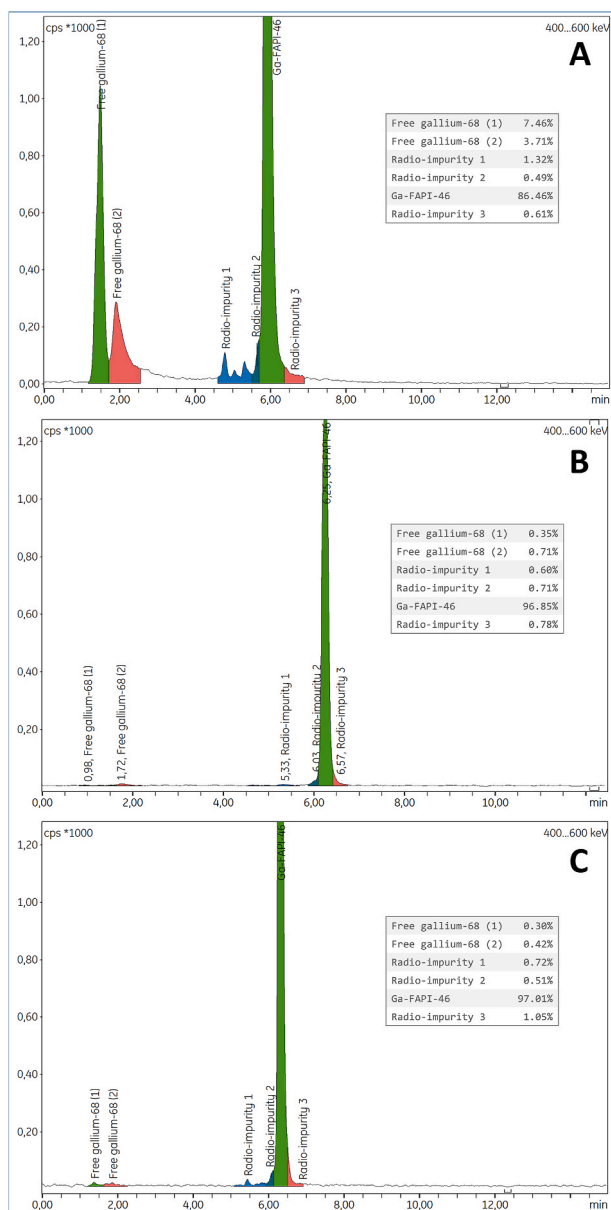 cps *1000
400...600 keV
A
1,20
1,00
0,80
0,60
0,40
0,20
0,00
Free gallium-68 (1)
Free gallium-68 (2)
Radio-impurity 1
Radio-impurity 2
Ga-FAPI-46
Radio-impurity 3
Free gallium-68 (1) 7.46%
Free gallium-68 (2) 3.71%
Radio-impurity 1 1.32%
Radio-impurity 2 0.49%
Ga-FAPI-46 86.46%
Radio-impurity 3 0.61%
2,00 4,00 6,00 8,00 10,00 12,00 min
cps *1000
400...600 keV
B
1,20
1,00
0,80
0,60
0,40
0,20
0,98, Free gallium-68 (1)
1,72, Free gallium-68 (2)
5,33, Radio-impurity 1
6,03, Radio-impurity 2
6,25, Ga-FAPI-46
6,57, Radio-impurity 3
Free gallium-68 (1) 0.35%
Free gallium-68 (2) 0.71%
Radio-impurity 1 0.60%
Radio-impurity 2 0.71%
Ga-FAPI-46 96.85%
Radio-impurity 3 0.78%
0,00 2,00 4,00 6,00 8,00 10,00 min
cps *1000
400...600 keV
C
1,20
1,00
0,80
0,60
0,40
0,20
Free gallium-68 (1)
Free gallium-68 (2)
Radio-impurity 1
Radio-impurity 2
Ga-FAPI-46
Radio-impurity 3
Free gallium-68 (1) 0.30%
Free gallium-68 (2) 0.42%
Radio-impurity 1 0.72%
Radio-impurity 2 0.51%
Ga-FAPI-46 97.01%
Radio-impurity 3 1.05%
0,00 2,00 4,00 6,00 8,00 10,00 12,00 min